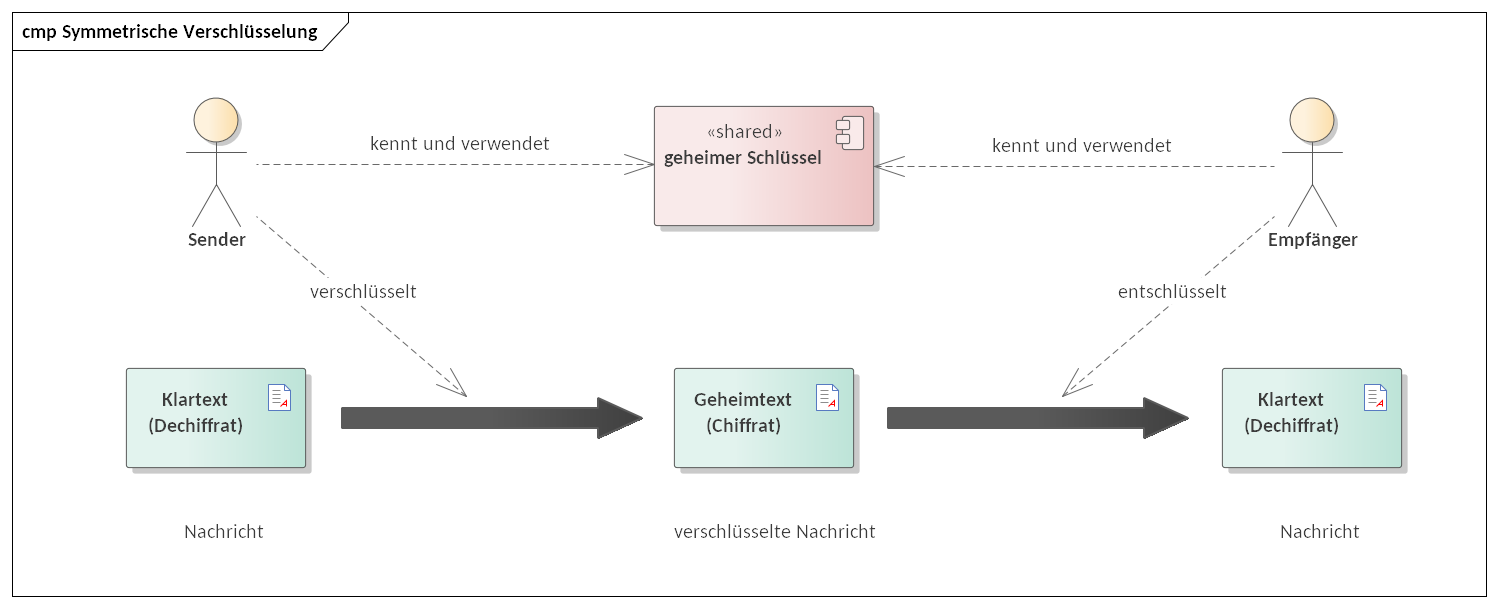 cmp Symmetrische Verschlüsselung
kennt und verwendet
«shared»
geheimer Schlüssel
kennt und verwendet
Sender
Empfänger
verschlüsselt
entschlüsselt
Klartext
(Dechiffrat)
Geheimtext
(Chiffrat)
Klartext
(Dechiffrat)
Nachricht
verschlüsselte Nachricht
Nachricht